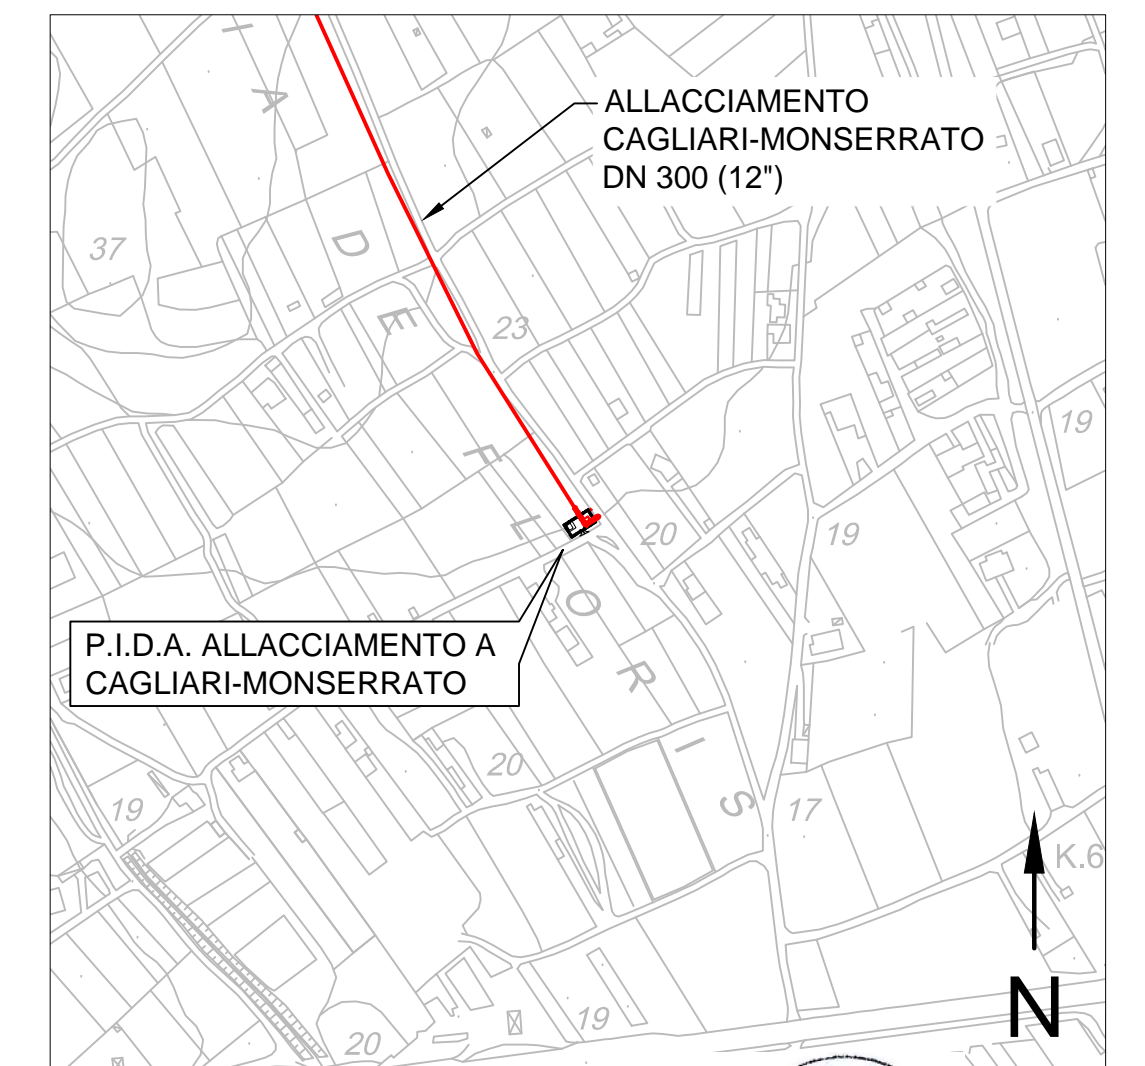 ALLACCIAMENTO
CAGLIARI-MONSERRATO
DN 300 (12")
I A D E F L O R I S
37
23
19
20
19
P.I.D.A. ALLACCIAMENTO A
CAGLIARI-MONSERRATO
20
19
17
K.6
19
20
N